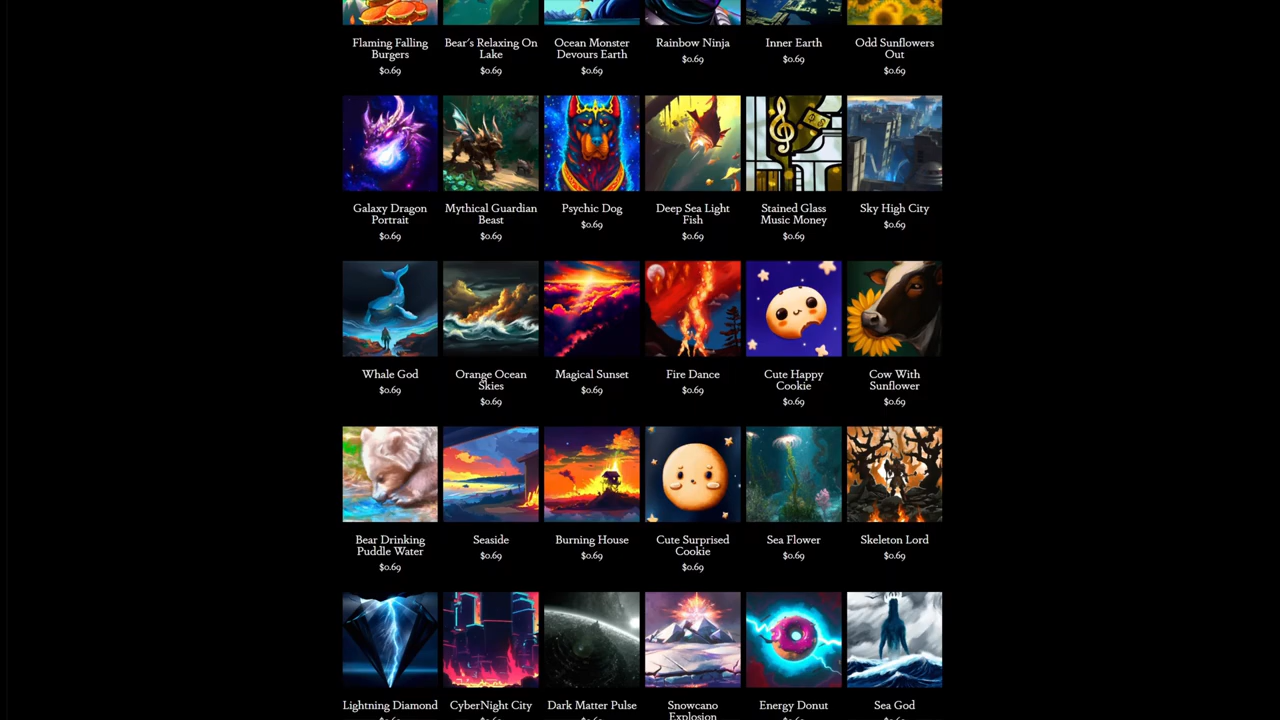 Flaming Falling
Burgers
$0.69
Bear's Relaxing On
Lake
$0.69
Ocean Monster
Devours Earth
$0.69
Rainbow Ninja
$0.69
Inner Earth
$0.69
Odd Sunflowers
Out
$0.69
Galaxy Dragon
Portrait
$0.69
Mythical Guardian
Beast
$0.69
Psychic Dog
$0.69
Deep Sea Light
Fish
$0.69
Stained Glass
Music Money
$0.69
Sky High City
$0.69
Whale God
$0.69
Orange Ocean
Skies
$0.69
Magical Sunset
$0.69
Fire Dance
$0.69
Cute Happy
Cookie
$0.69
Cow With
Sunflower
$0.69
Bear Drinking
Puddle Water
$0.69
Seaside
$0.69
Burning House
$0.69
Cute Surprised
Cookie
$0.69
Sea Flower
$0.69
Skeleton Lord
$0.69
Lightning Diamond
CyberNight City
Dark Matter Pulse
Snowcano
Explosion
Energy Donut
Sea God